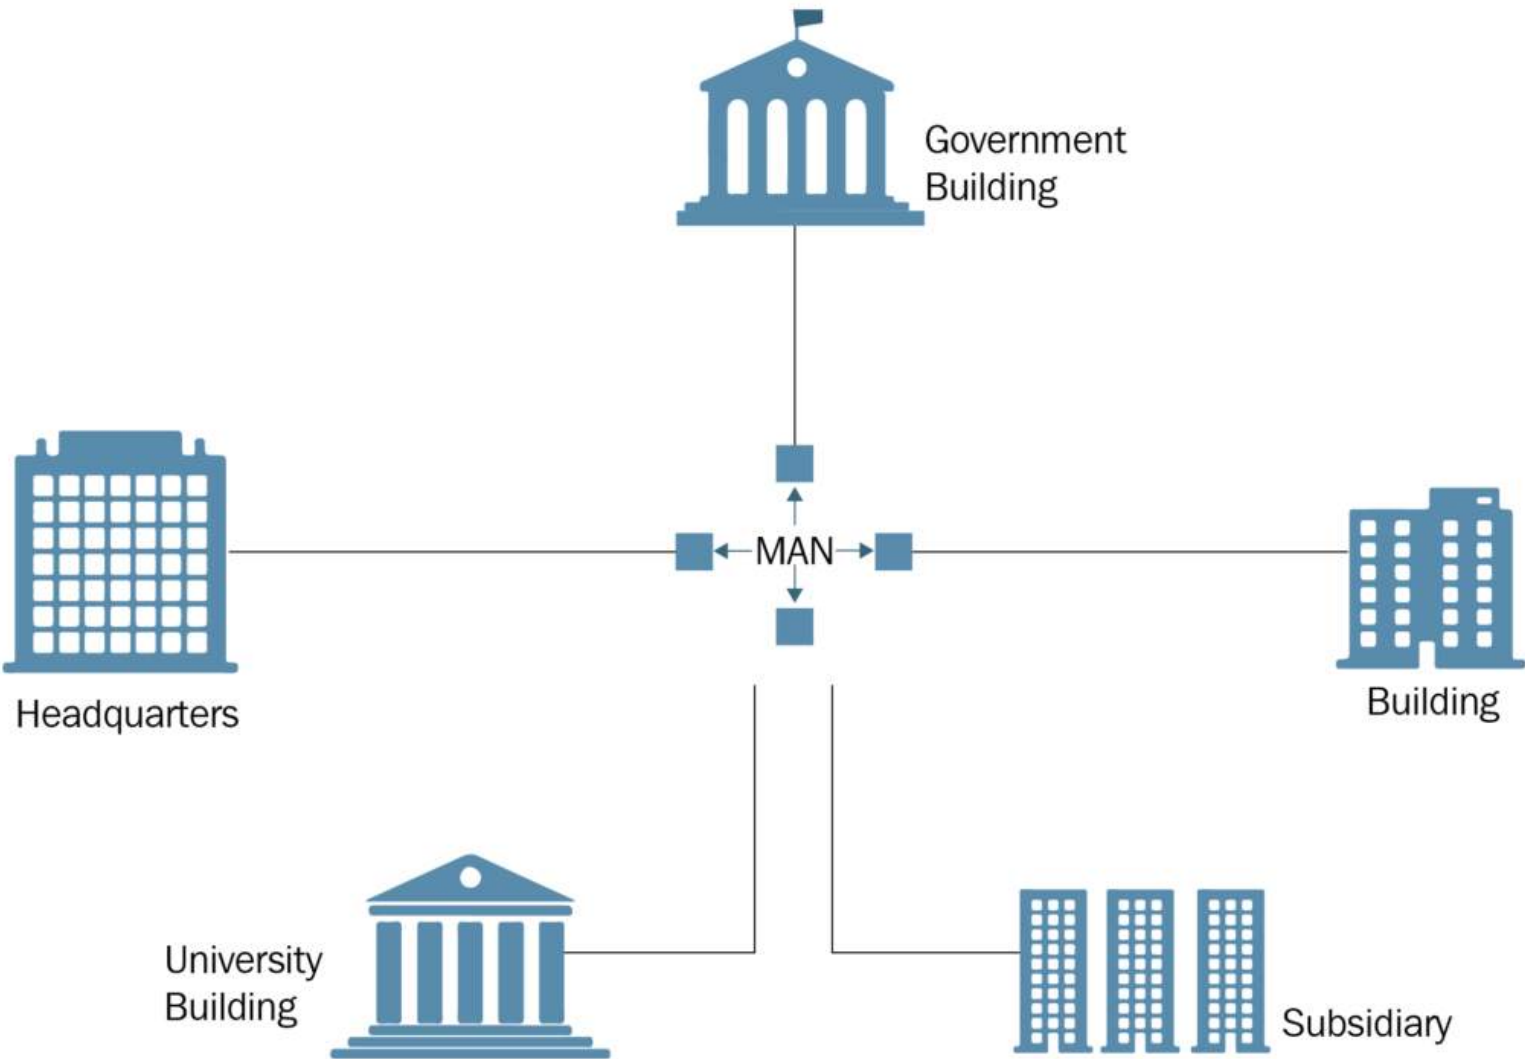 Government
Building
MAN
Headquarters
Building
University
Building
Subsidiary